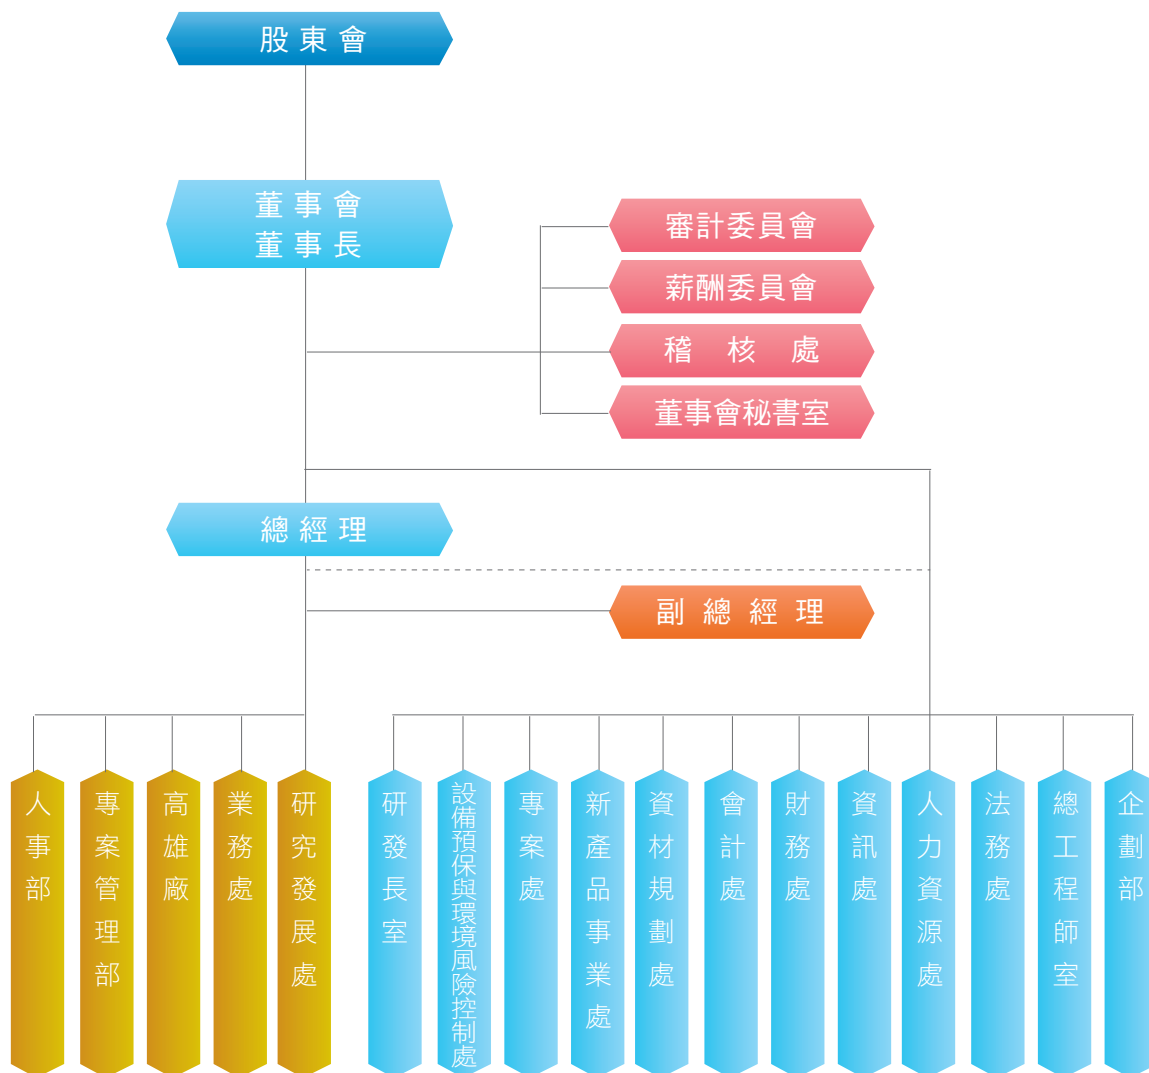 股東會
董事會
董事長
審計委員會
薪酬委員會
稽核處
董事會秘書室
總經理
副總經理
人事部
專案管理部
高雄廠
業務處
研究發展處
研發長室
設備預保與環境風險控制處
專案處
新產品事業處
資材規劃處
會計處
財務處
資訊處
人力資源處
法務處
總工程師室
企劃部